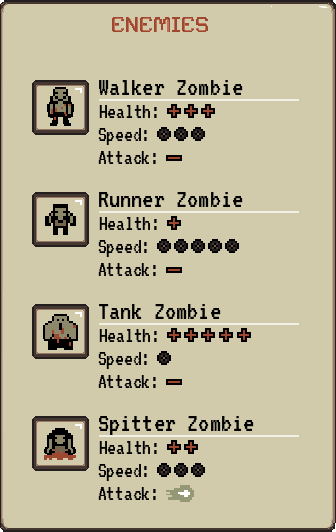 ENEMIES
Walker Zombie
Health:
Speed:
Attack:
Runner Zombie
Health:
Speed:
Attack:
Tank Zombie
Health:
Speed:
Attack:
Spitter Zombie
Health:
Speed:
Attack: